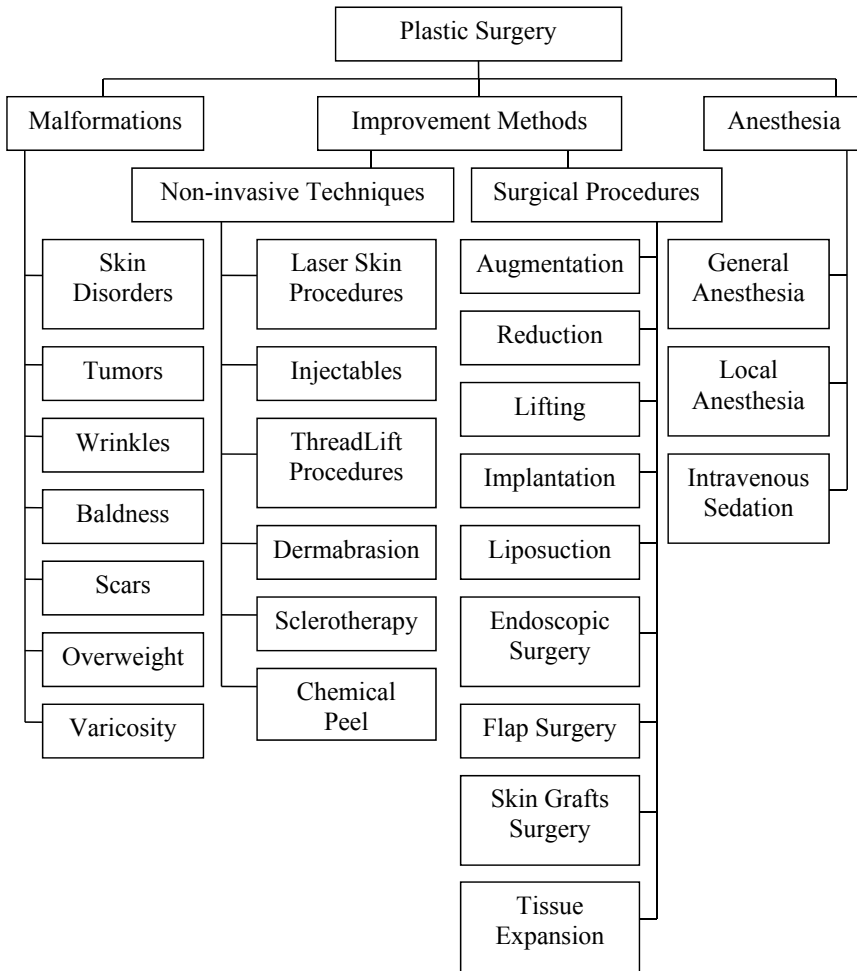 Plastic Surgery
Malformations
Improvement Methods
Anesthesia
Non-invasive Techniques
Surgical Procedures
Skin
Disorders
Tumors
Wrinkles
Baldness
Scars
Overweight
Varicosity
Laser Skin
Procedures
Injectables
ThreadLift
Procedures
Dermabrasion
Sclerotherapy
Chemical
Peel
Augmentation
Reduction
Lifting
Implantation
Liposuction
Endoscopic
Surgery
Flap Surgery
Skin Grafts
Surgery
Tissue
Expansion
General
Anesthesia
Local
Anesthesia
Intravenous
Sedation